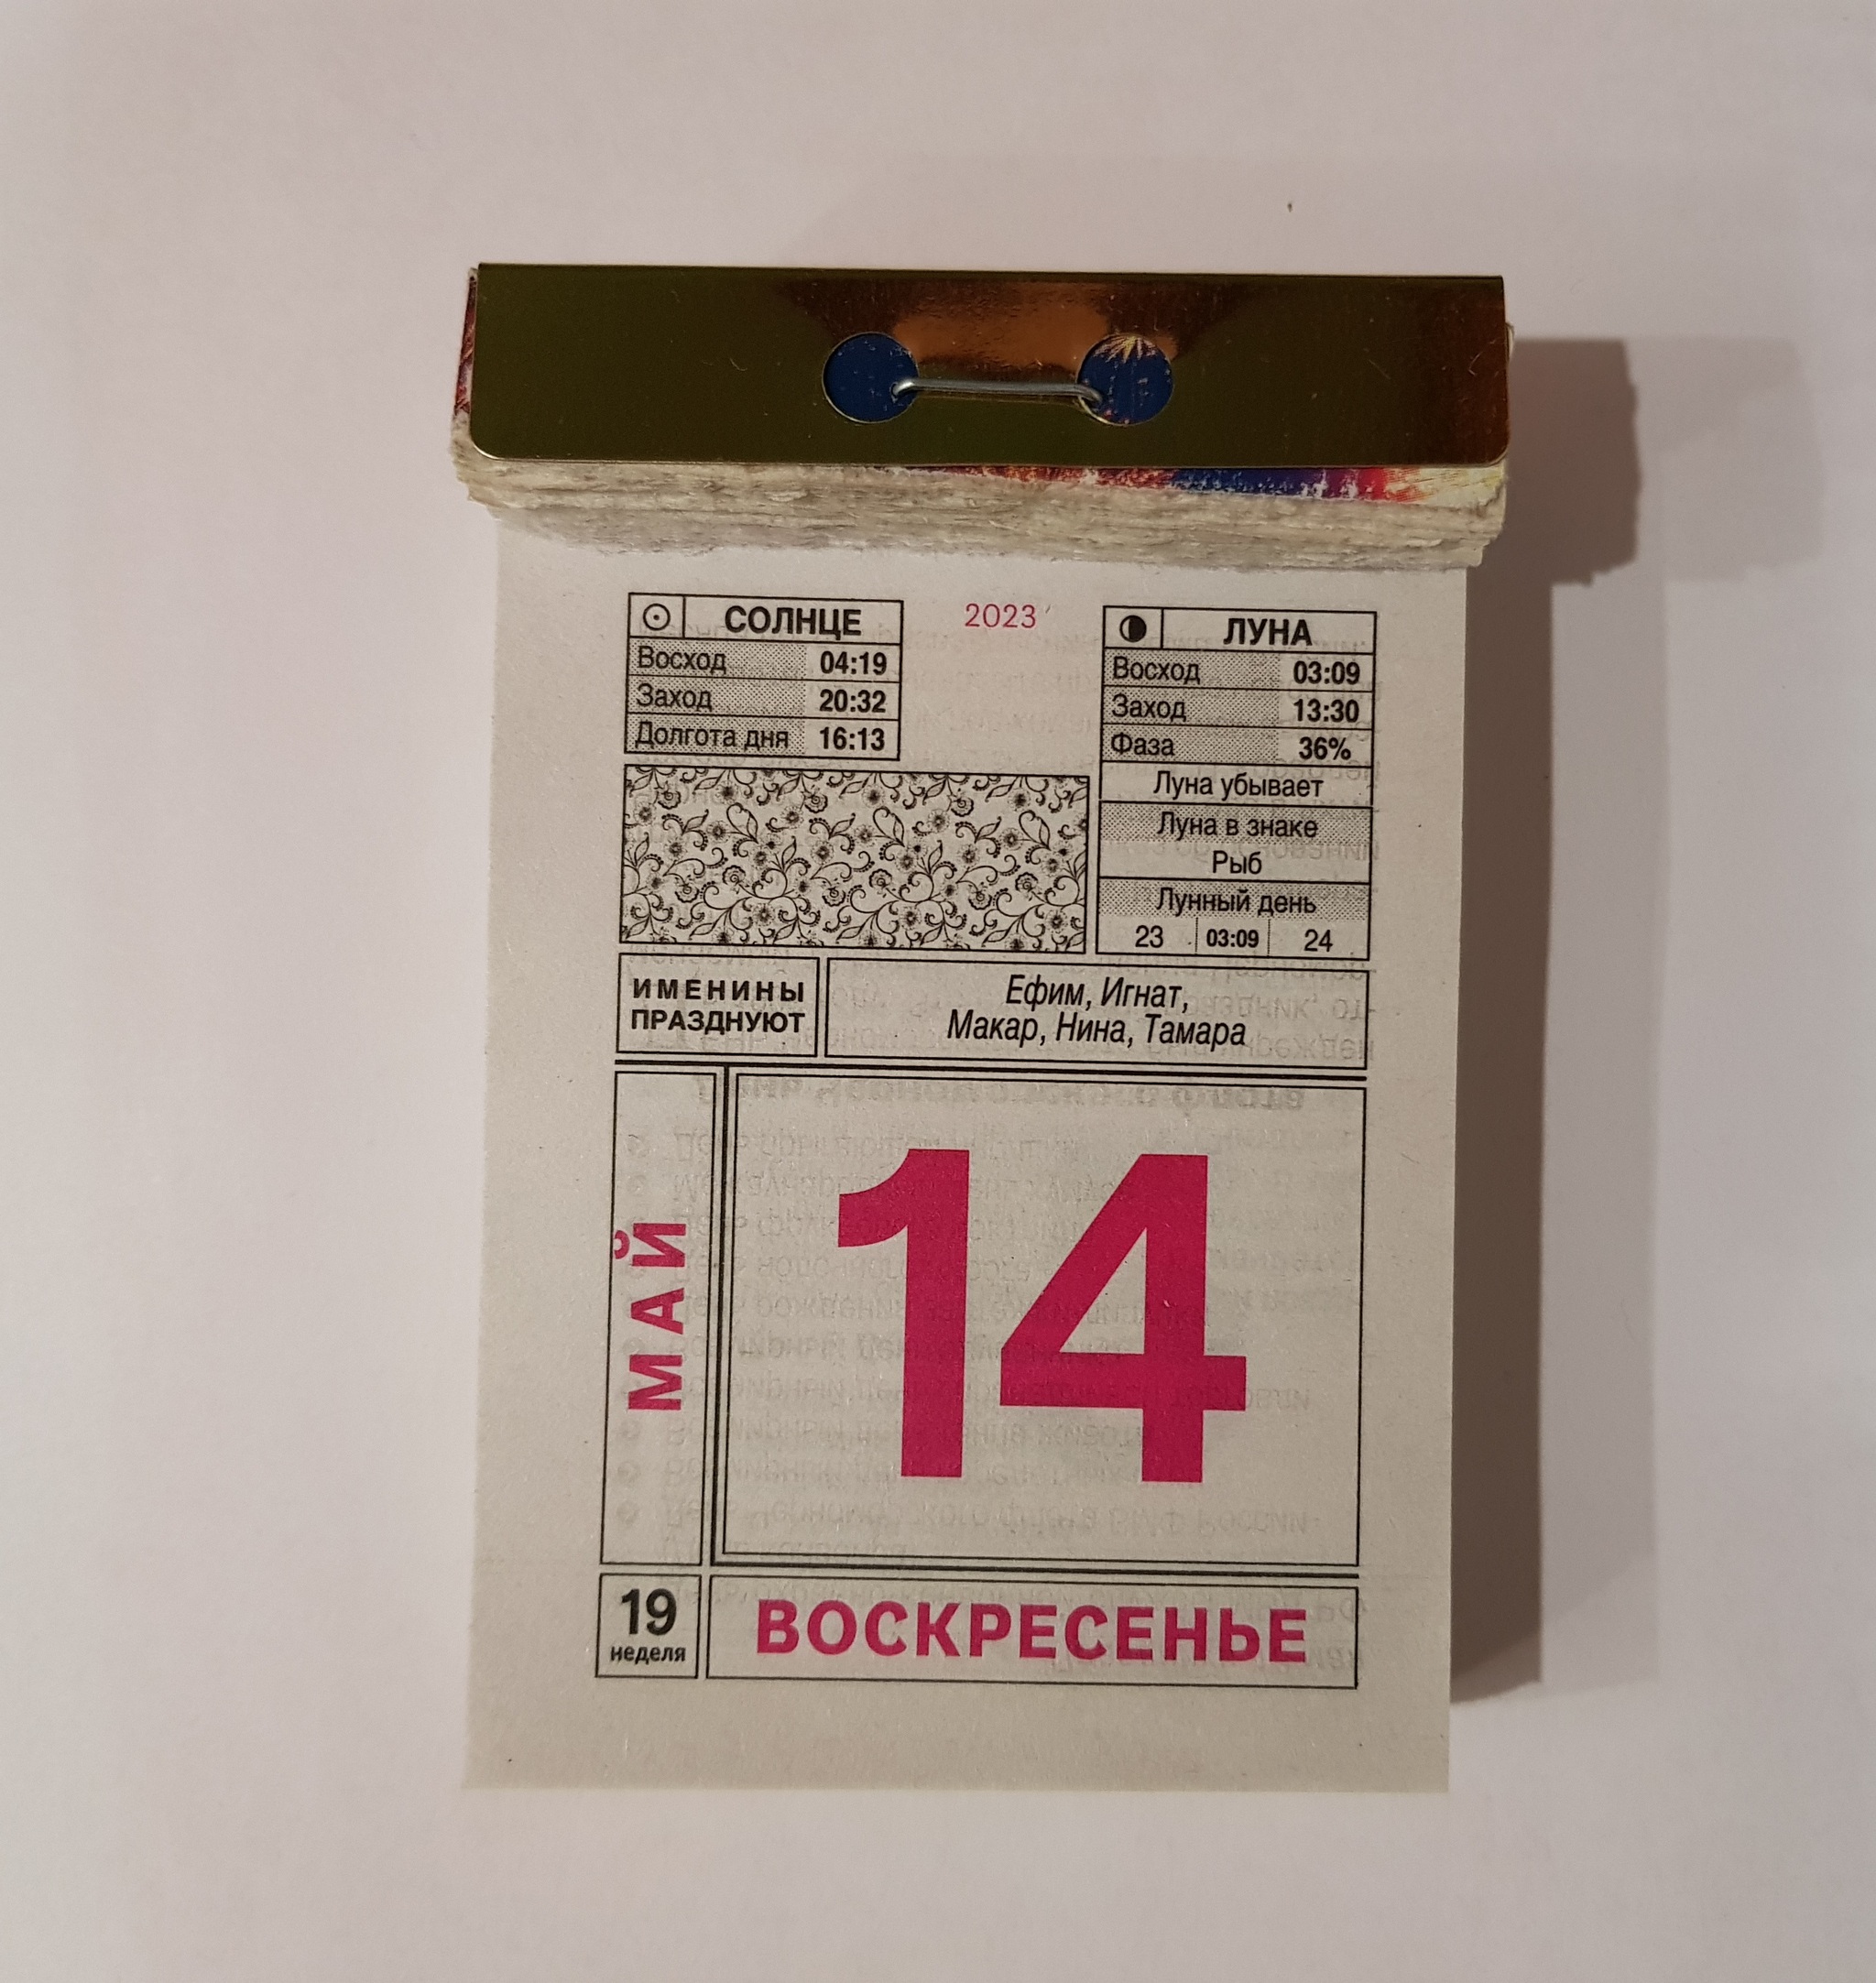 СОЛНЦЕ
Восход 04:19
Заход 20:32
Долгота дня 16:13
2023
ЛУНА
Восход 03:09
Заход 13:30
Фаза 36%
Луна убывает
Луна в знаке
Рыб
Лунный день
23 03:09 24
ИМЕНИНЫ
ПРАЗДНУЮТ
Ефим, Игнат,
Макар, Нина, Тамара
МАЙ
14
19
неделя
ВОСКРЕСЕНЬЕ